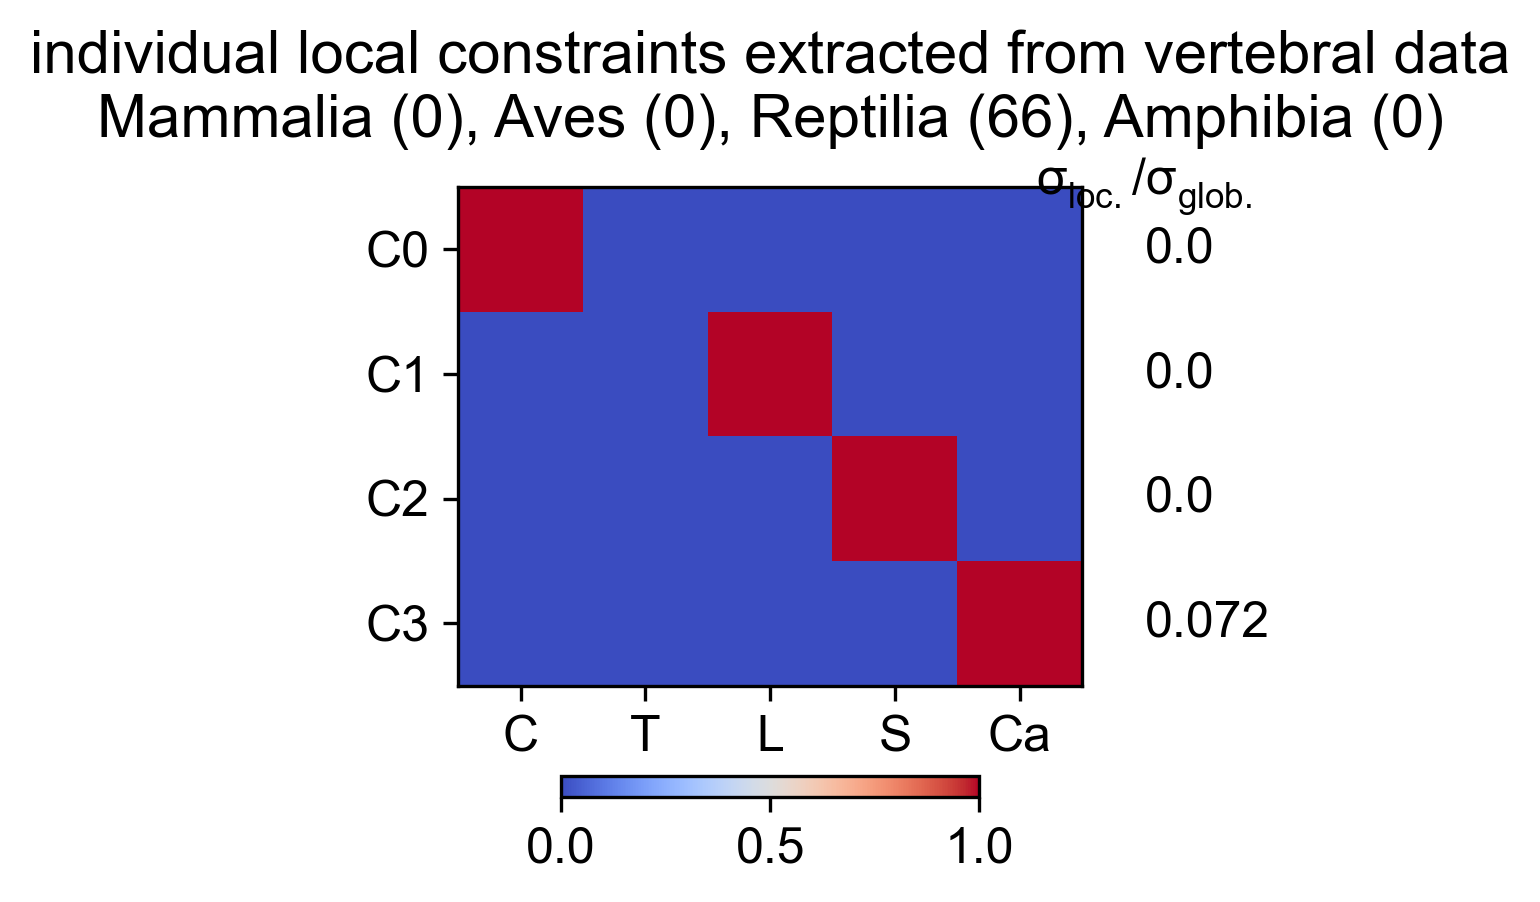 individual local constraints extracted from vertebral data
Mammalia (0), Aves (0), Reptilia (66), Amphibia (0)
σloc. /σglob.
C0 0.0
C1 0.0
C2 0.0
C3 0.072
C T L S Ca
0.0 0.5 1.0